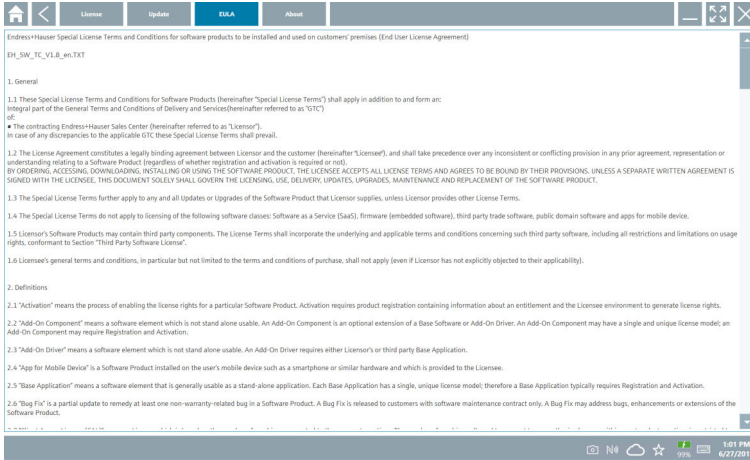 License
Update
EULA
About
Endress+Hauser Special License Terms and Conditions for software products to be installed and used on customers' premises (End User License Agreement)
EH_SW_TC_V1.8_en.TXT
1. General
1.1 These Special License Terms and Conditions for Software Products (hereinafter "Special License Terms") shall apply in addition to and form an:
Integral part of the General Terms and Conditions of Delivery and Services(hereinafter referred to as "GTC")
of:
■ The contracting Endress+Hauser Sales Center (hereinafter referred to as "Licensor").
In case of any discrepancies to the applicable GTC these Special License Terms shall prevail.
1.2 The License Agreement constitutes a legally binding agreement between Licensor and the customer (hereinafter"Licensee"), and shall take precedence over any inconsistent or conflicting provision in any prior agreement, representation or
understanding relating to a Software Product (regardless of whether registration and activation is required or not).
BY ORDERING, ACCESSING, DOWNLOADING, INSTALLING OR USING THE SOFTWARE PRODUCT. THE LICENSEE ACCEPTS ALL LICENSE TERMS AND AGREES TO BE BOUND BY THEIR PROVISIONS. UNLESS A SEPARATE WRITTEN AGREEMENT IS
SIGNED WITH THE LICENSEE, THIS DOCUMENT SOLELY SHALL GOVERN THE LICENSING, USE, DELIVERY, UPDATES, UPGRADES, MAINTENANCE AND REPLACEMENT OF THE SOFTWARE PRODUCT.
1.3 The Special License Terms further apply to any and all Updates or Upgrades of the Software Product that Licensor supplies, unless Licensor provides other License Terms.
1.4 The Special License Terms do not apply to licensing of the following software classes: Software as a Service (SaaS), firmware (embedded software), third party trade software, public domain software and apps for mobile device.
1.5 Licensor's Software Products may contain third party components. The License Terms shall incorporate the underlying and applicable terms and conditions concerning such third party software, including all restrictions and limitations on usage
rights, conformant to Section "Third Party Software License".
1.6 Licensee's general terms and conditions, in particular but not limited to the terms and conditions of purchase, shall not apply (even if Licensor has not explicitly objected to their applicability).
2. Definitions
2.1 "Activation" means the process of enabling the license rights for a particular Software Product. Activation requires product registration containing information about an entitlement and the Licensee environment to generate license rights.
2.2 "Add-On Component" means a software element which is not stand alone usable. An Add-On Component is an optional extension of a Base Software or Add-On Driver. An Add-On Component may have a single and unique license model; an
Add-On Component may require Registration and Activation.
2.3 "Add-On Driver" means a software element which is not stand alone usable. An Add-On Driver requires either Licensor's or third party Base Application.
2.4 "App for Mobile Device" is a Software Product installed on the user's mobile device such as a smartphone or similar hardware and which is provided to the Licensee.
2.5 "Base Application" means a software element that is generally usable as a stand-alone application. Each Base Application has a single, unique license model; therefore a Base Application typically requires Registration and Activation.
2.6 "Bug Fix" is a partial update to remedy at least one non-warranty-related bug in a Software Product. A Bug Fix is released to customers with software maintenance contract only. A Bug Fix may address bugs, enhancements or extensions of the
Software Product.
99%
1:01 PM
6/27/201